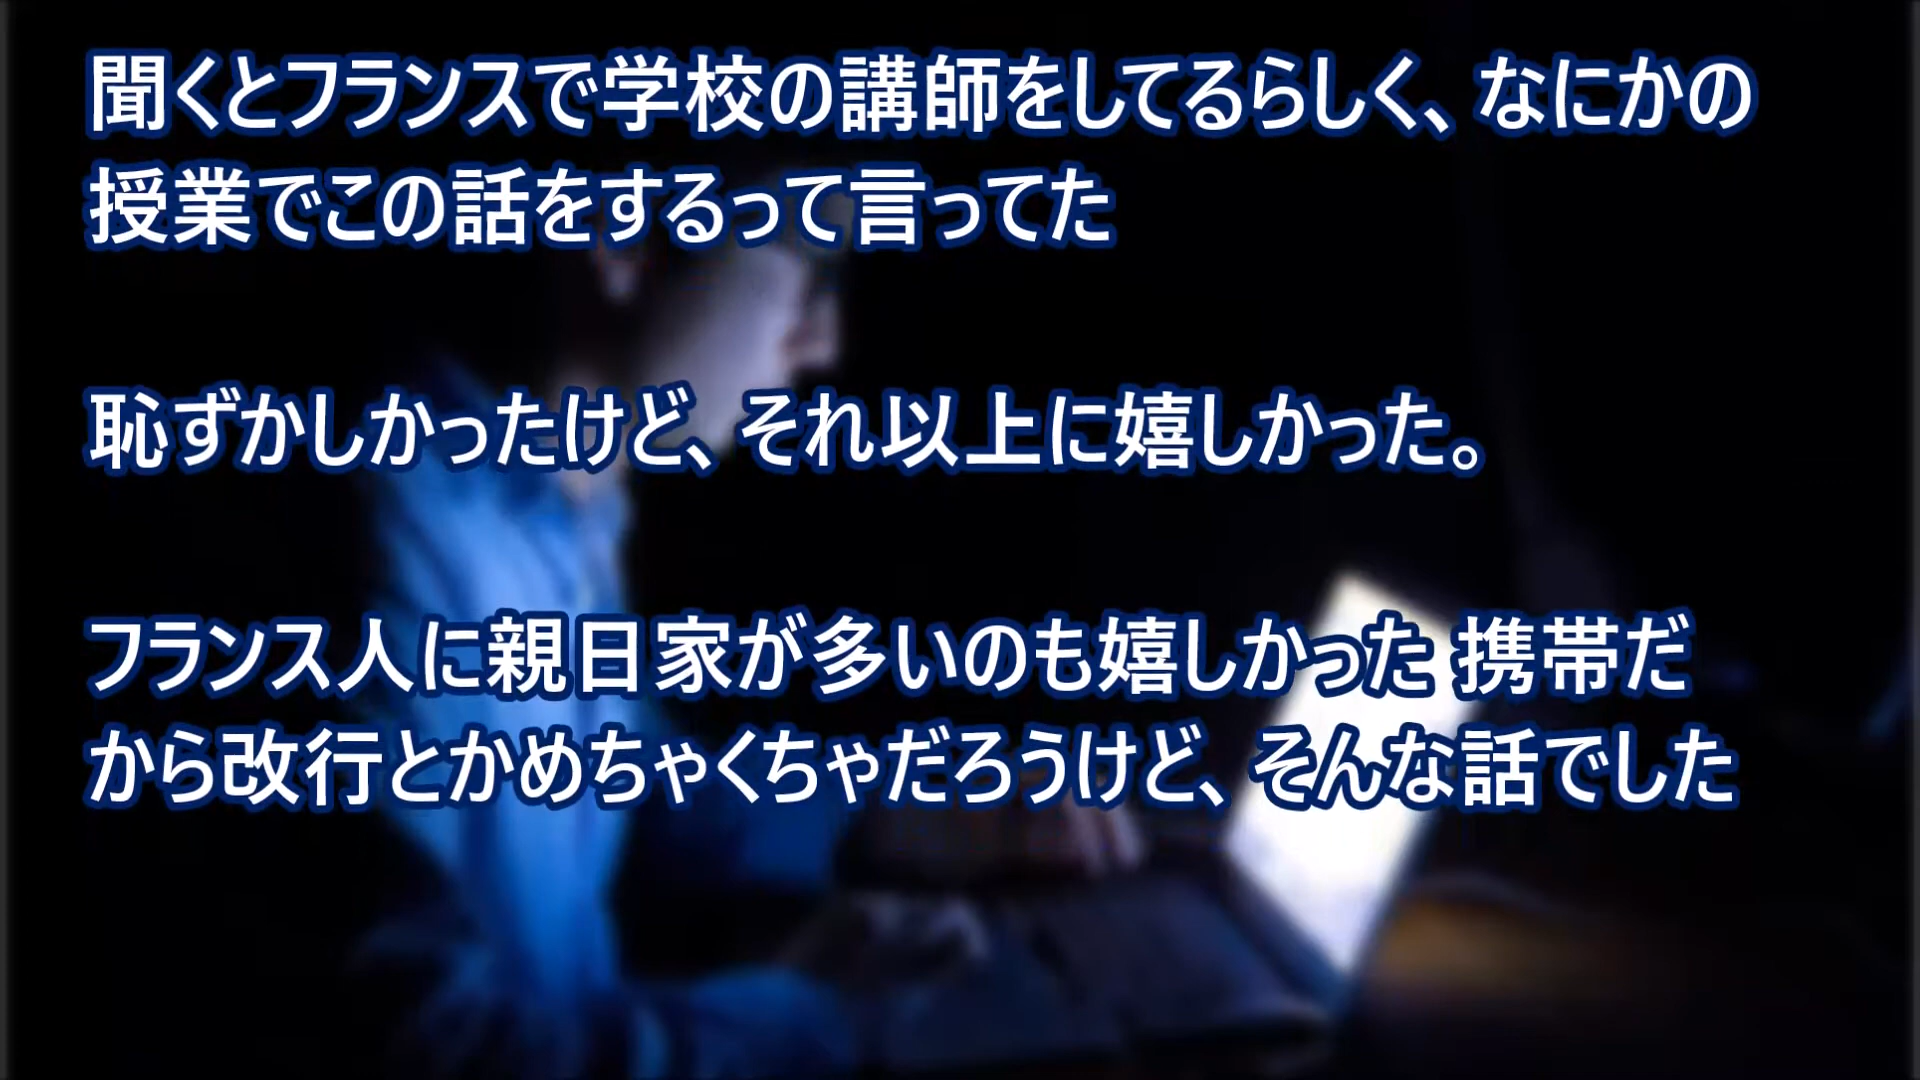 聞くとフランスで学校の講師をしてるらしく、なにかの
授業でこの話をするって言ってた
恥ずかしかったけど、それ以上に嬉しかった。
フランス人に親日家が多いのも嬉しかった 携帯だ
から改行とかめちゃくちゃだろうけど、そんな話でした